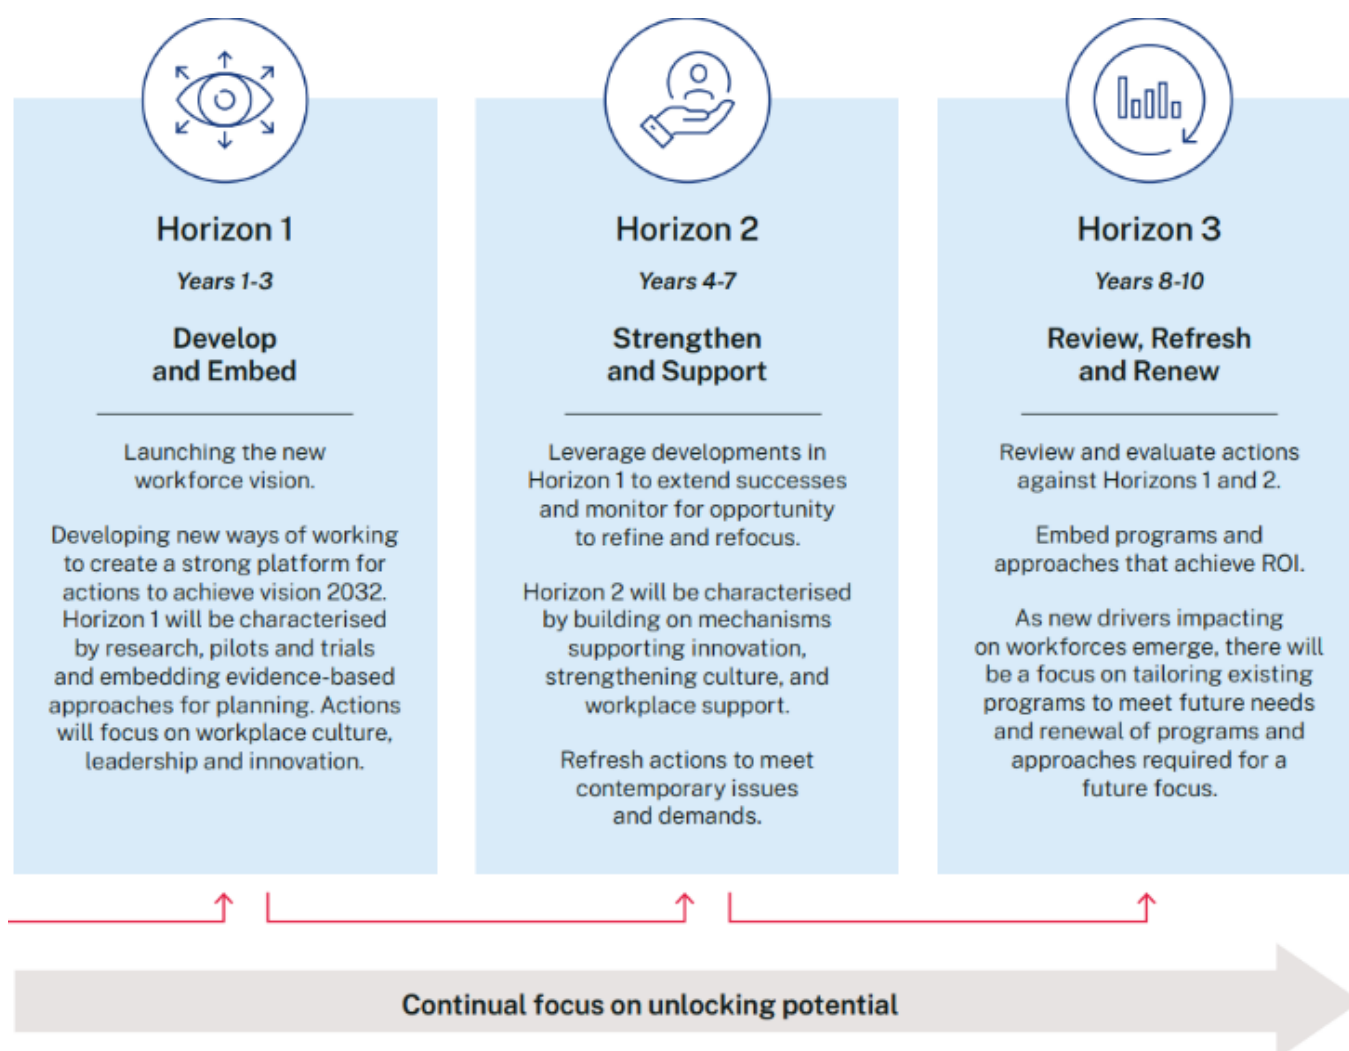 Horizon 1
Years 1-3
Develop
and Embed
Launching the new
workforce vision.
Developing new ways of working
to create a strong platform for
actions to achieve vision 2032.
Horizon 1 will be characterised
by research, pilots and trials
and embedding evidence-based
approaches for planning. Actions
will focus on workplace culture,
leadership and innovation.
Horizon 2
Years 4-7
Strengthen
and Support
Leverage developments in
Horizon 1 to extend successes
and monitor for opportunity
to refine and refocus.
Horizon 2 will be characterised
by building on mechanisms
supporting innovation,
strengthening culture, and
workplace support.
Refresh actions to meet
contemporary issues
and demands.
Horizon 3
Years 8-10
Review, Refresh
and Renew
Review and evaluate actions
against Horizons 1 and 2.
Embed programs and
approaches that achieve ROI.
As new drivers impacting
on workforces emerge, there will
be a focus on tailoring existing
programs to meet future needs
and renewal of programs and
approaches required for a
future focus.
Continual focus on unlocking potential